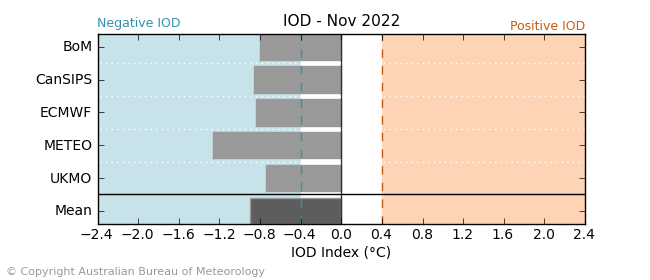 IOD - Nov 2022
Negative IOD
Positive IOD
BoM
CanSIPS
ECMWF
METEO
UKMO
Mean
−2.4 −2.0 −1.6 −1.2 −0.8 −0.4 0.0 0.4 0.8 1.2 1.6 2.0 2.4
IOD Index (°C)
© Copyright Australian Bureau of Meteorology